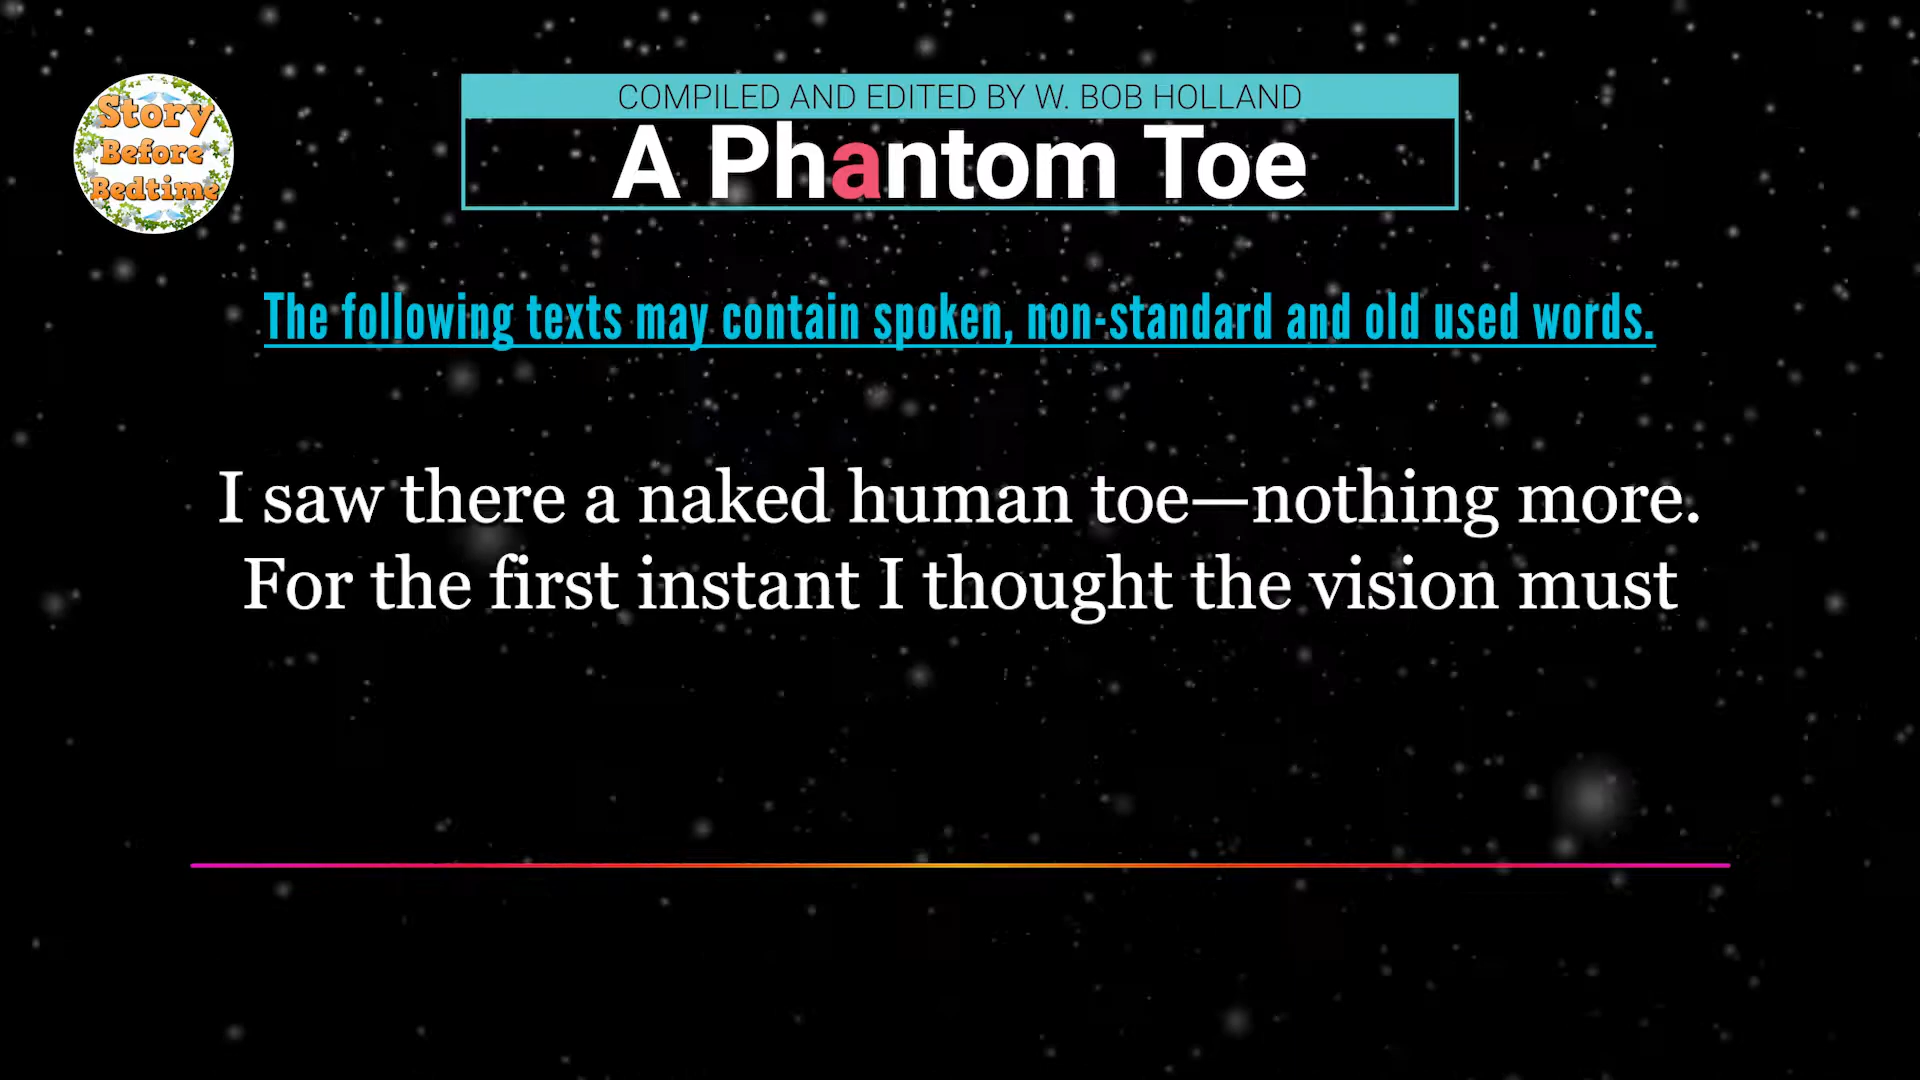 Story
Before
Bedtime
COMPILED AND EDITED BY W. BOB HOLLAND
A Phantom Toe
The following texts may contain spoken, non-standard and old used words.
I saw there a naked human toe—nothing more.
For the first instant I thought the vision must